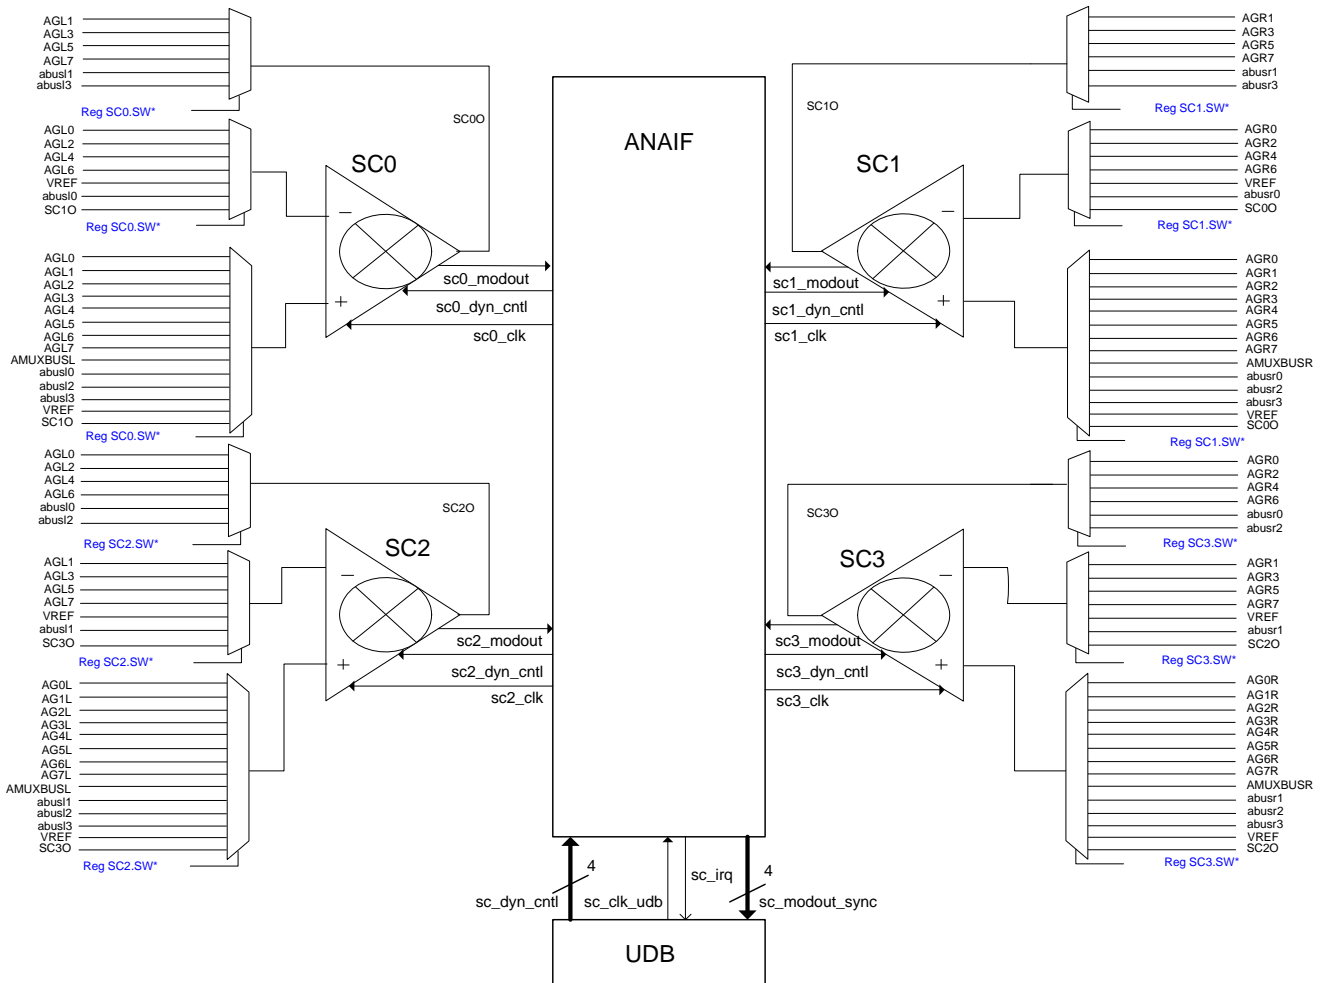 AGL1
AGL3
AGL5
AGL7
abusl1
abusl3
Reg SC0.SW*
AGL0
AGL2
AGL4
AGL6
VREF
abusl0
SC1O
Reg SC0.SW*
AGL0
AGL1
AGL2
AGL3
AGL4
AGL5
AGL6
AGL7
AMUXBUSL
abusl0
abusl2
abusl3
VREF
SC1O
Reg SC0.SW*
SC0O
SC0
−
+
sc0_modout
sc0_dyn_cntl
sc0_clk
AGL0
AGL2
AGL4
AGL6
abusl0
abusl2
Reg SC2.SW*
AGL1
AGL3
AGL5
AGL7
VREF
abusl1
SC3O
Reg SC2.SW*
AG0L
AG1L
AG2L
AG3L
AG4L
AG5L
AG6L
AG7L
AMUXBUSL
abusl1
abusl2
abusl3
VREF
SC3O
Reg SC2.SW*
SC2O
SC2
−
+
sc2_modout
sc2_dyn_cntl
sc2_clk
ANAIF
AGR1
AGR3
AGR5
AGR7
abusr1
abusr3
Reg SC1.SW*
AGR0
AGR2
AGR4
AGR6
VREF
abusr0
SC0O
Reg SC1.SW*
AGR0
AGR1
AGR2
AGR3
AGR4
AGR5
AGR6
AGR7
AMUXBUSR
abusr0
abusr2
abusr3
VREF
SC0O
Reg SC1.SW*
SC1O
SC1
−
+
sc1_modout
sc1_dyn_cntl
sc1_clk
AGR0
AGR2
AGR4
AGR6
abusr0
abusr2
Reg SC3.SW*
AGR1
AGR3
AGR5
AGR7
VREF
abusr1
SC2O
Reg SC3.SW*
AG0R
AG1R
AG2R
AG3R
AG4R
AG5R
AG6R
AG7R
AMUXBUSR
abusr1
abusr2
abusr3
VREF
SC2O
Reg SC3.SW*
SC3O
SC3
−
+
sc3_modout
sc3_dyn_cntl
sc3_clk
4
sc_dyn_cntl
sc_clk_udb
sc_irq
4
sc_modout_sync
UDB